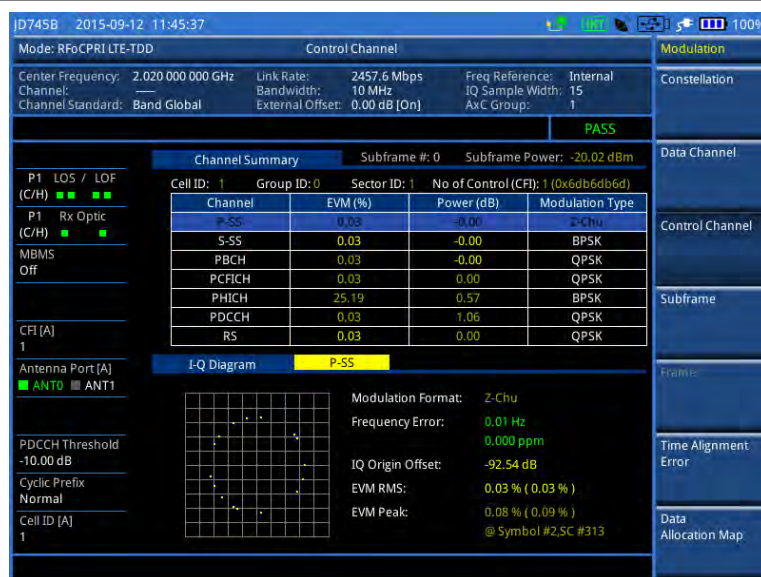 JD745B 2015-09-12 11:45:37
INT 100%
Mode: RFoCPRI LTE-TDD Control Channel
Center Frequency: 2.020 000 000 GHz Link Rate: 2457.6 Mbps Freq Reference: Internal
Channel: ---- Bandwidth: 10 MHz IQ Sample Width: 15
Channel Standard: Band Global External Offset: 0.00 dB [On] AxC Group: 1
PASS
P1 LOS / LOF
(C/H)
P1 Rx Optic
(C/H)
MBMS
Off
CFI [A]
1
Antenna Port [A]
ANT0 ANT1
PDCCH Threshold
-10.00 dB
Cyclic Prefix
Normal
Cell ID [A]
1
Channel Summary Subframe #: 0 Subframe Power: -20.02 dBm
Cell ID: 1 Group ID: 0 Sector ID: 1 No of Control (CFI): 1 (0x6db6db6d)
Channel EVM (%) Power (dB) Modulation Type
P-SS 0.03 -0.00 Z-Chu
S-SS 0.03 -0.00 BPSK
PBCH 0.03 -0.00 QPSK
PCFICH 0.03 0.00 QPSK
PHICH 25.19 0.57 BPSK
PDCCH 0.03 1.06 QPSK
RS 0.03 0.00 QPSK
I-Q Diagram P-SS
Modulation Format: Z-Chu
Frequency Error: 0.01 Hz
0.000 ppm
IQ Origin Offset: -92.54 dB
EVM RMS: 0.03 % ( 0.03 % )
EVM Peak: 0.08 % ( 0.09 % )
@ Symbol #2,SC #313
Modulation
Constellation
Data Channel
Control Channel
Subframe
Frame
Time Alignment
Error
Data
Allocation Map